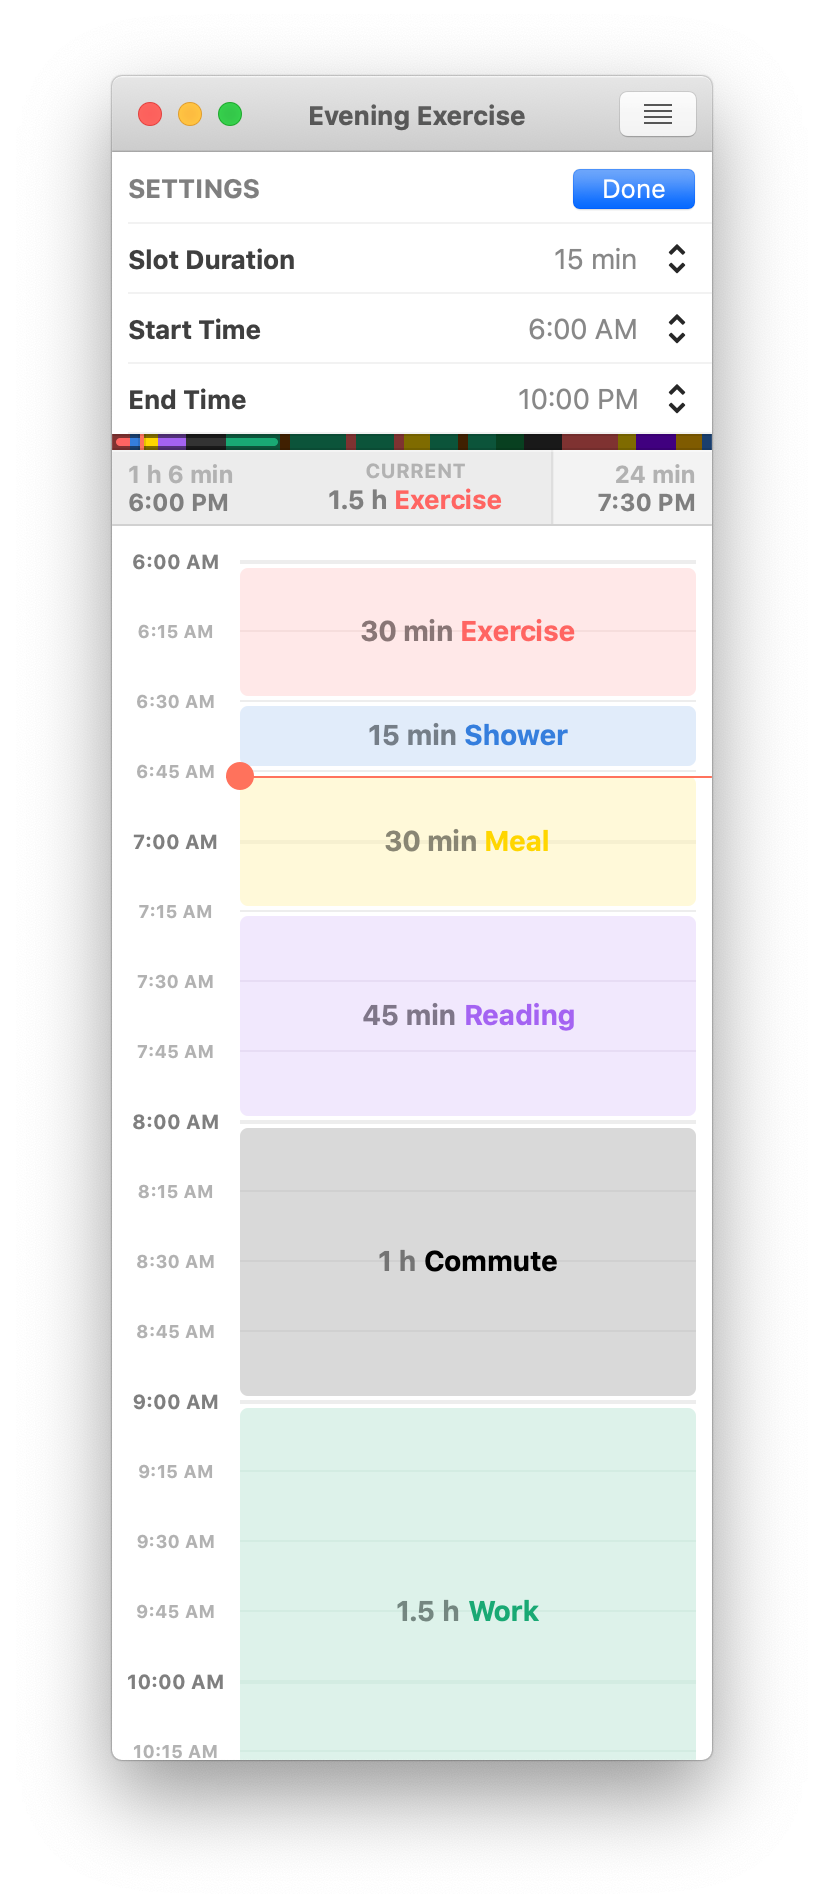 Evening Exercise
SETTINGS
Done
Slot Duration
15 min
Start Time
6:00 AM
End Time
10:00 PM
1 h 6 min
6:00 PM
CURRENT
1.5 h Exercise
24 min
7:30 PM
6:00 AM
6:15 AM
30 min Exercise
6:30 AM
15 min Shower
6:45 AM
7:00 AM
30 min Meal
7:15 AM
7:30 AM
45 min Reading
7:45 AM
8:00 AM
8:15 AM
8:30 AM
1 h Commute
8:45 AM
9:00 AM
9:15 AM
9:30 AM
9:45 AM
1.5 h Work
10:00 AM
10:15 AM